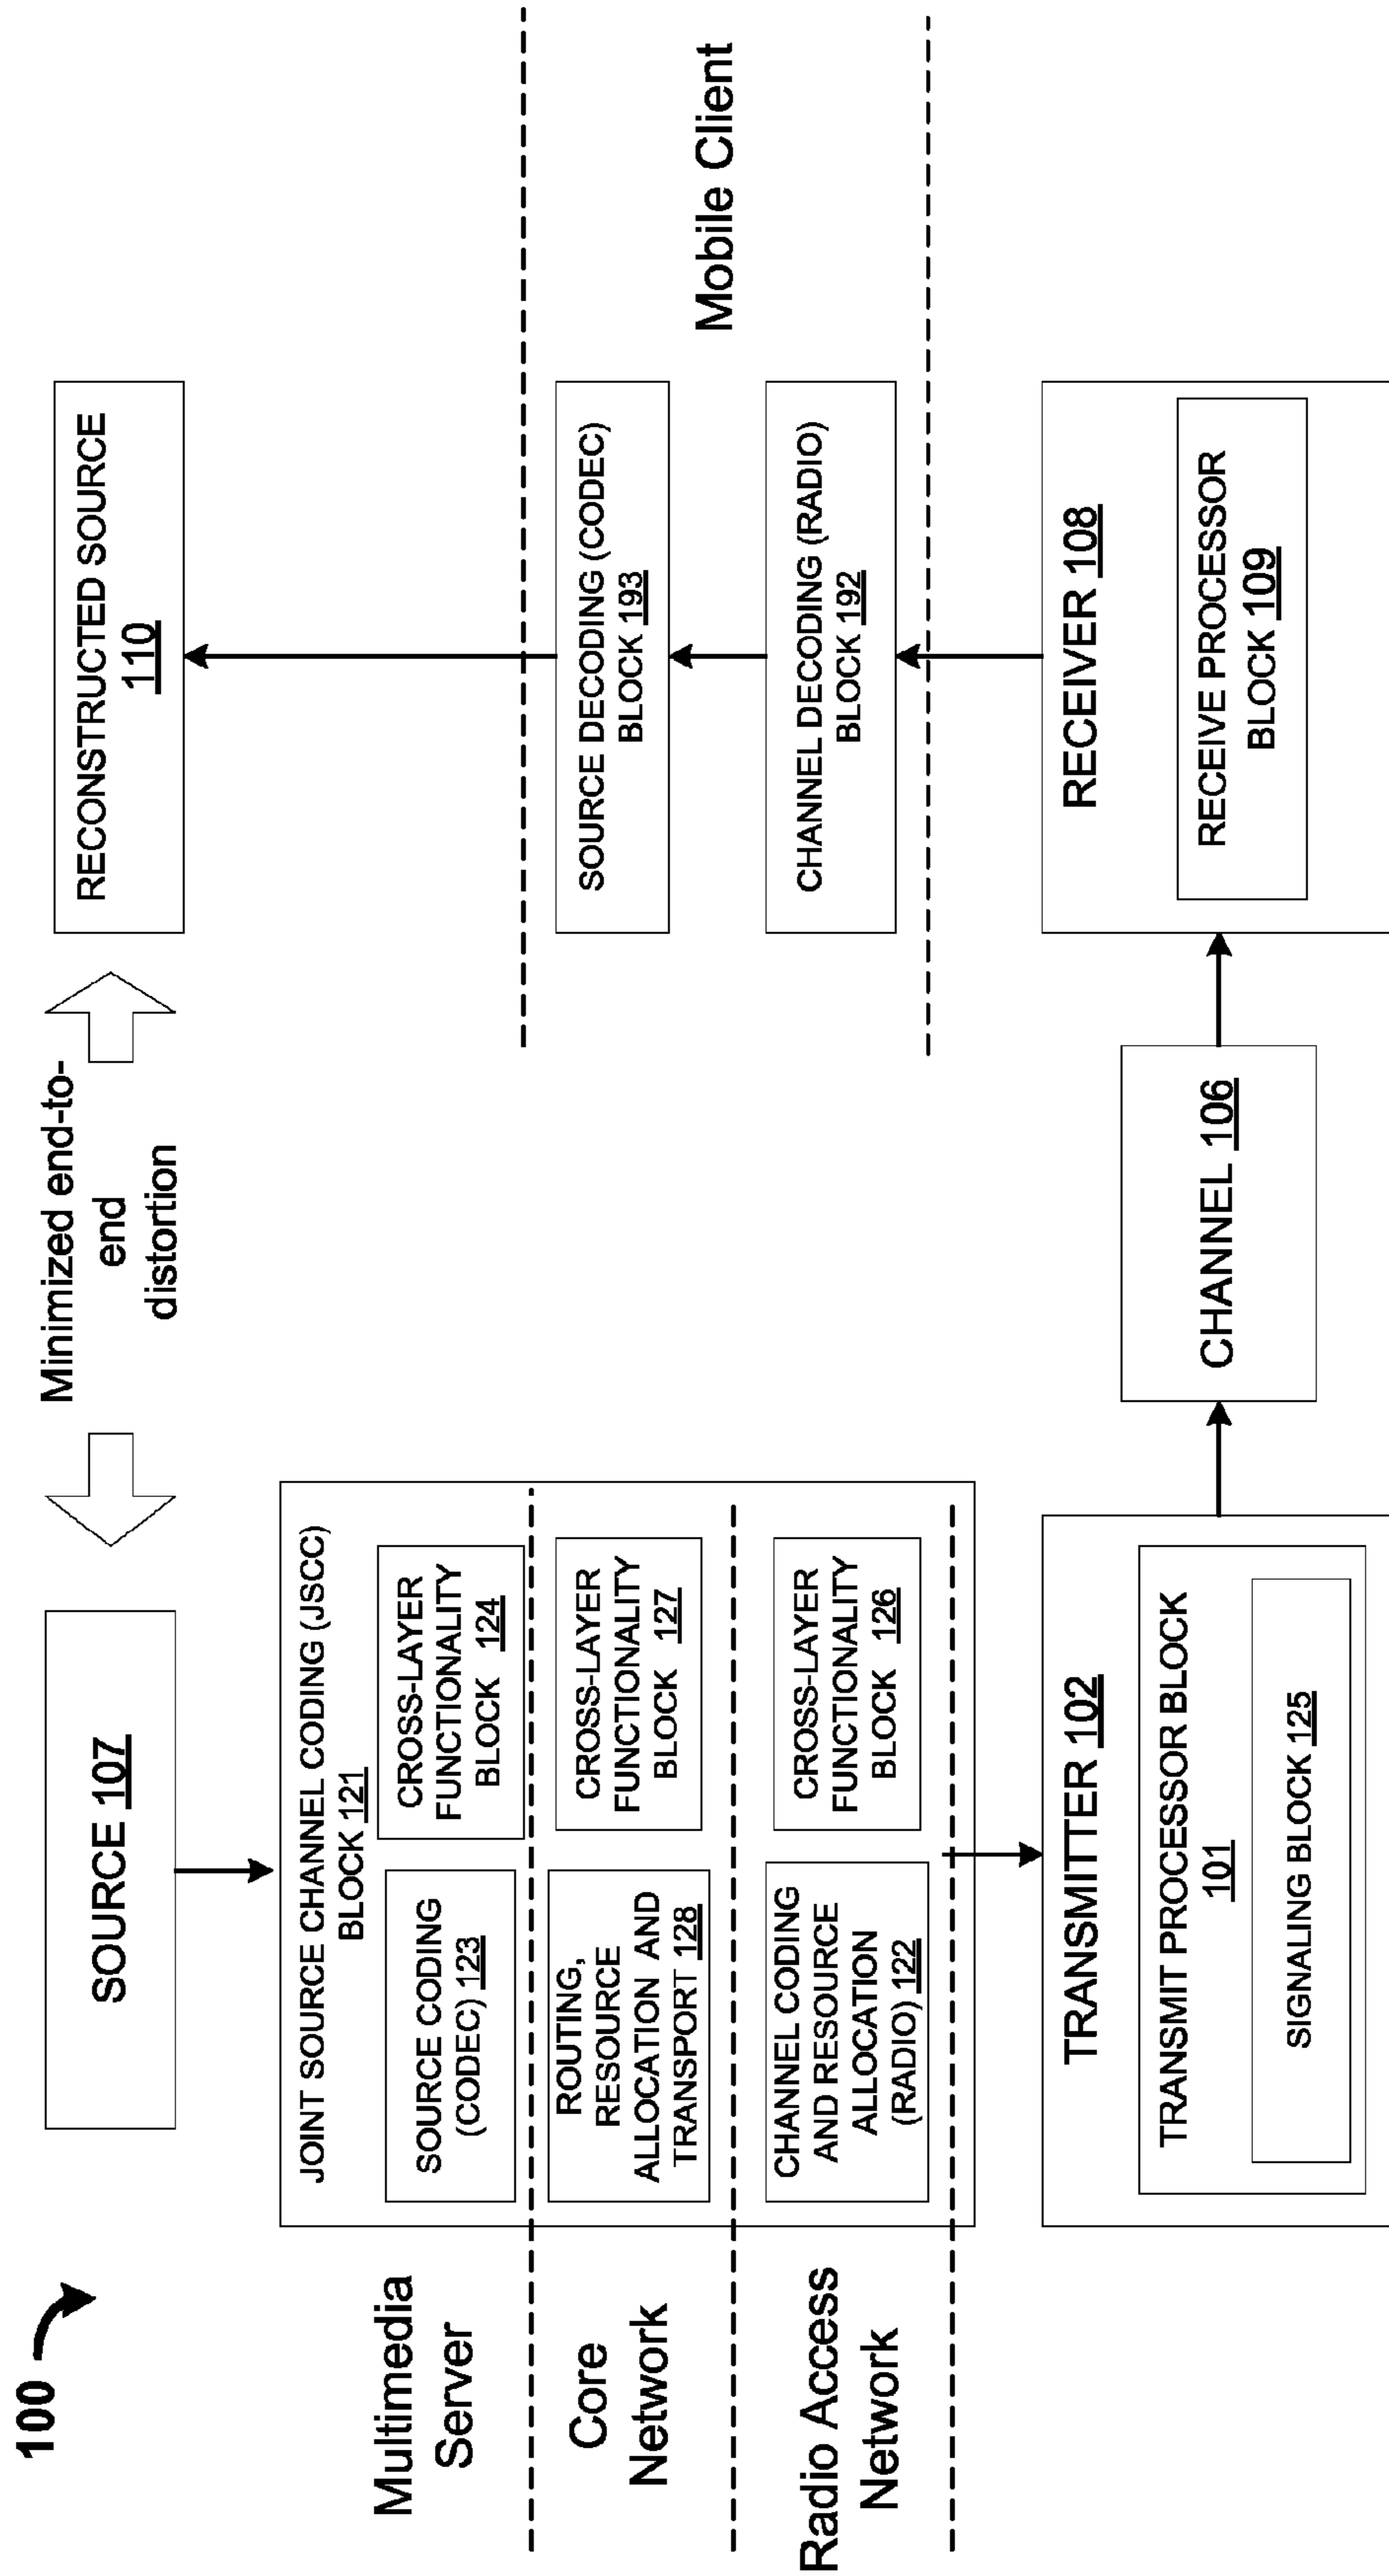 100
SOURCE 107
Minimized end-to-
end
distortion
RECONSTRUCTED SOURCE
110
Multimedia
Server
JOINT SOURCE CHANNEL CODING (JSCC)
BLOCK 121
SOURCE CODING
(CODEC) 123
CROSS-LAYER
FUNCTIONALITY
BLOCK 124
Core
Network
ROUTING,
RESOURCE
ALLOCATION AND
TRANSPORT 128
CROSS-LAYER
FUNCTIONALITY
BLOCK 127
Radio Access
Network
CHANNEL CODING
AND RESOURCE
ALLOCATION
(RADIO) 122
CROSS-LAYER
FUNCTIONALITY
BLOCK 126
SOURCE DECODING (CODEC)
BLOCK 193
CHANNEL DECODING (RADIO)
BLOCK 192
Mobile Client
TRANSMITTER 102
TRANSMIT PROCESSOR BLOCK
101
SIGNALING BLOCK 125
CHANNEL 106
RECEIVER 108
RECEIVE PROCESSOR
BLOCK 109